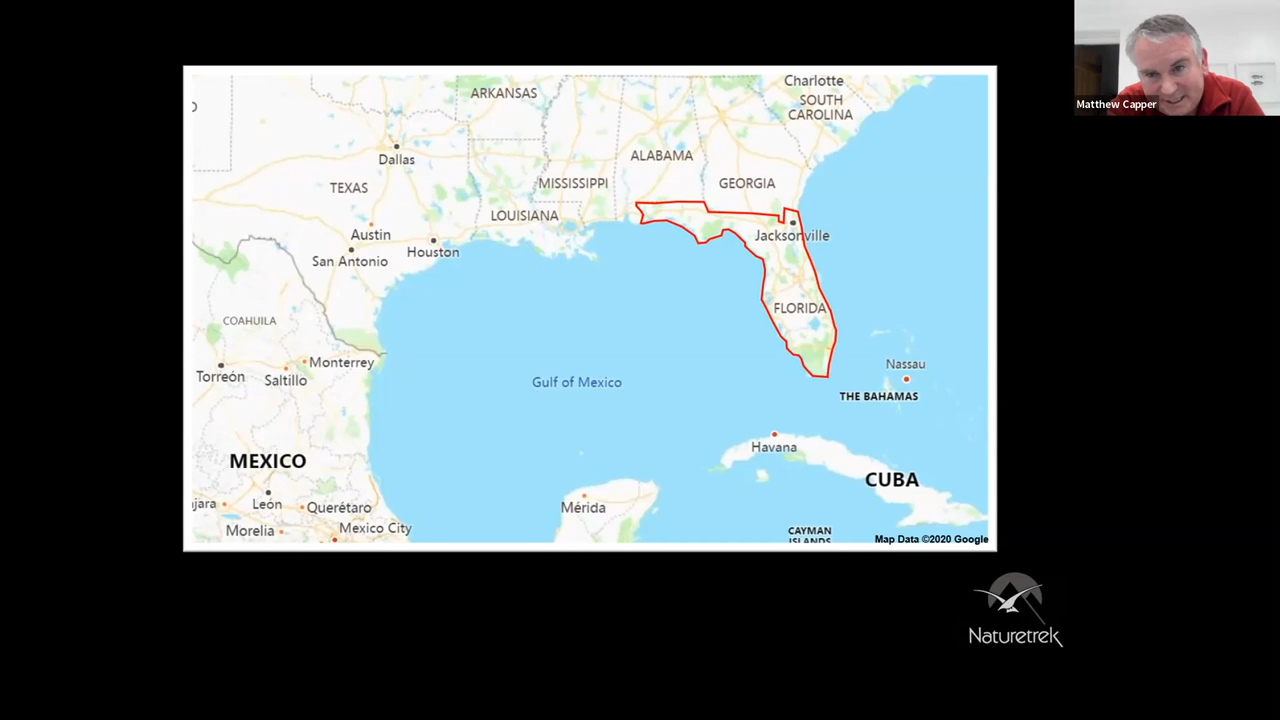 Matthew Capper
Charlotte
ARKANSAS
SOUTH
CAROLINA
Dallas
ALABAMA
TEXAS
MISSISSIPPI
GEORGIA
LOUISIANA
Austin
Houston
Jacksonville
San Antonio
FLORIDA
COAHUILA
Monterrey
Nassau
Torreón
Saltillo
Gulf of Mexico
THE BAHAMAS
Havana
MEXICO
CUBA
León
jara
Querétaro
Mérida
Morelia
Mexico City
CAYMAN
ISLANDS
Map Data ©2020 Google
Naturetrek